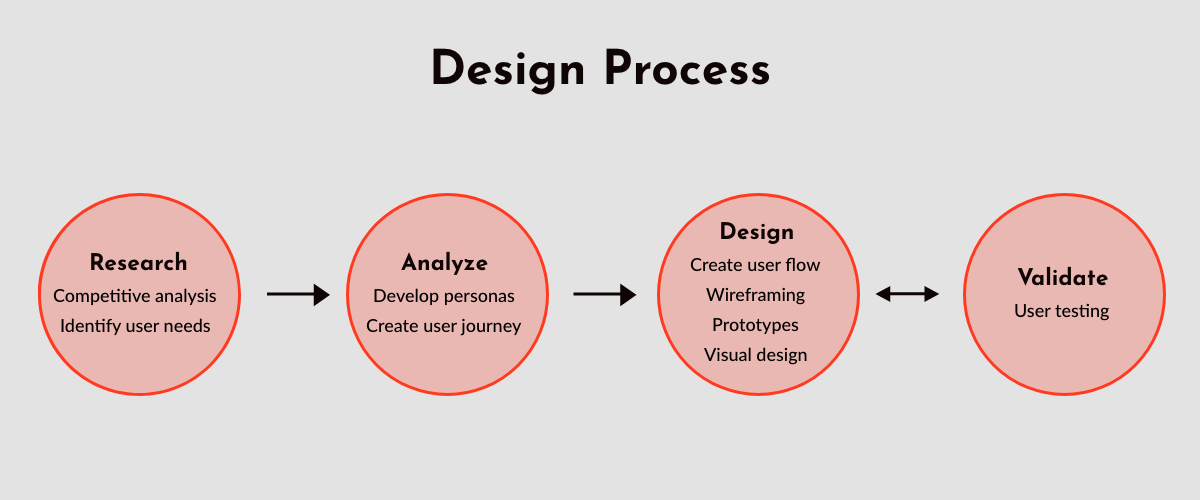 Design Process
Research
Competitive analysis
Identify user needs
Analyze
Develop personas
Create user journey
Design
Create user flow
Wireframing
Prototypes
Visual design
Validate
User testing